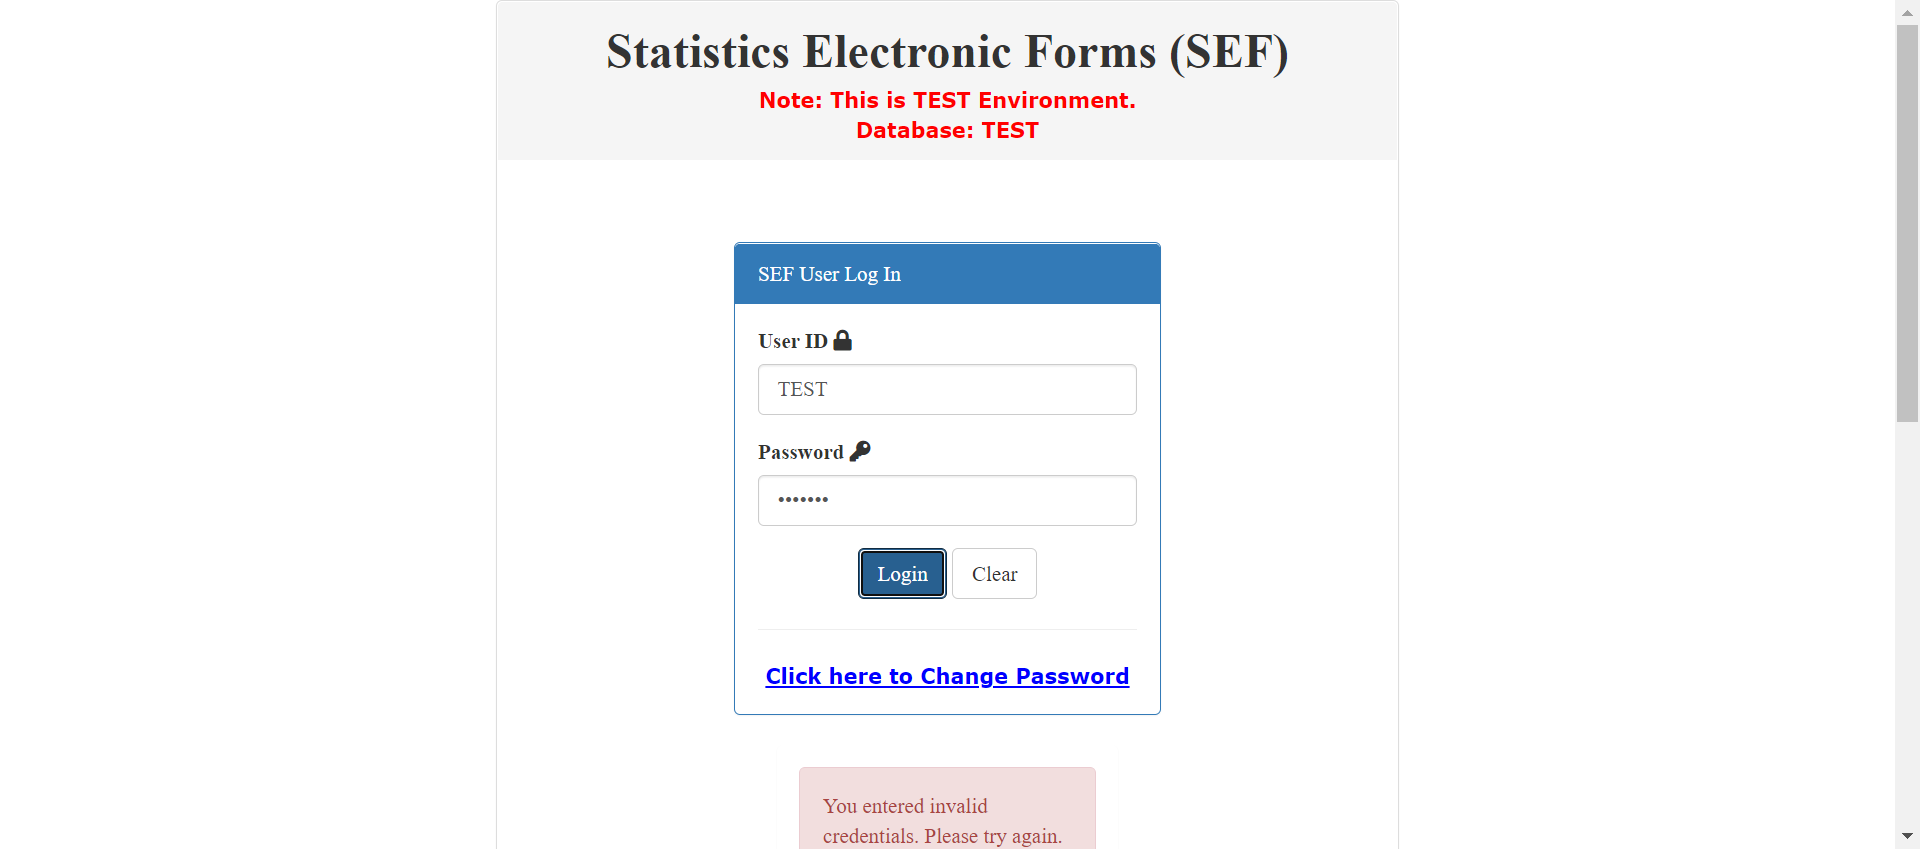 Statistics Electronic Forms (SEF)
Note: This is TEST Environment.
Database: TEST
SEF User Log In
User ID
TEST
Password
•••••••
Login Clear
Click here to Change Password
You entered invalid
credentials. Please try again.